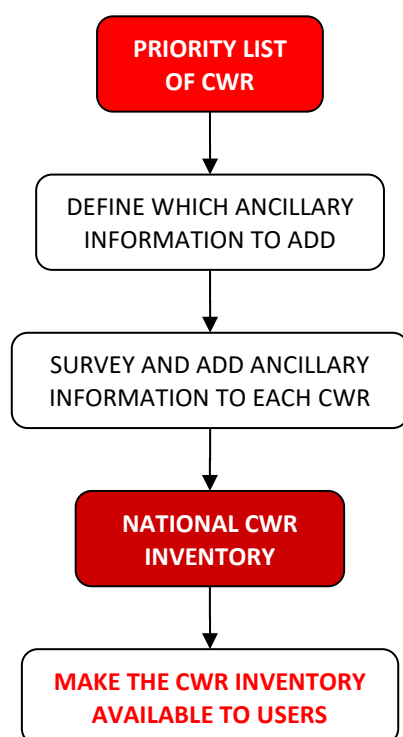 PRIORITY LIST
OF CWR
DEFINE WHICH ANCILLARY
INFORMATION TO ADD
SURVEY AND ADD ANCILLARY
INFORMATION TO EACH CWR
NATIONAL CWR
INVENTORY
MAKE THE CWR INVENTORY
AVAILABLE TO USERS